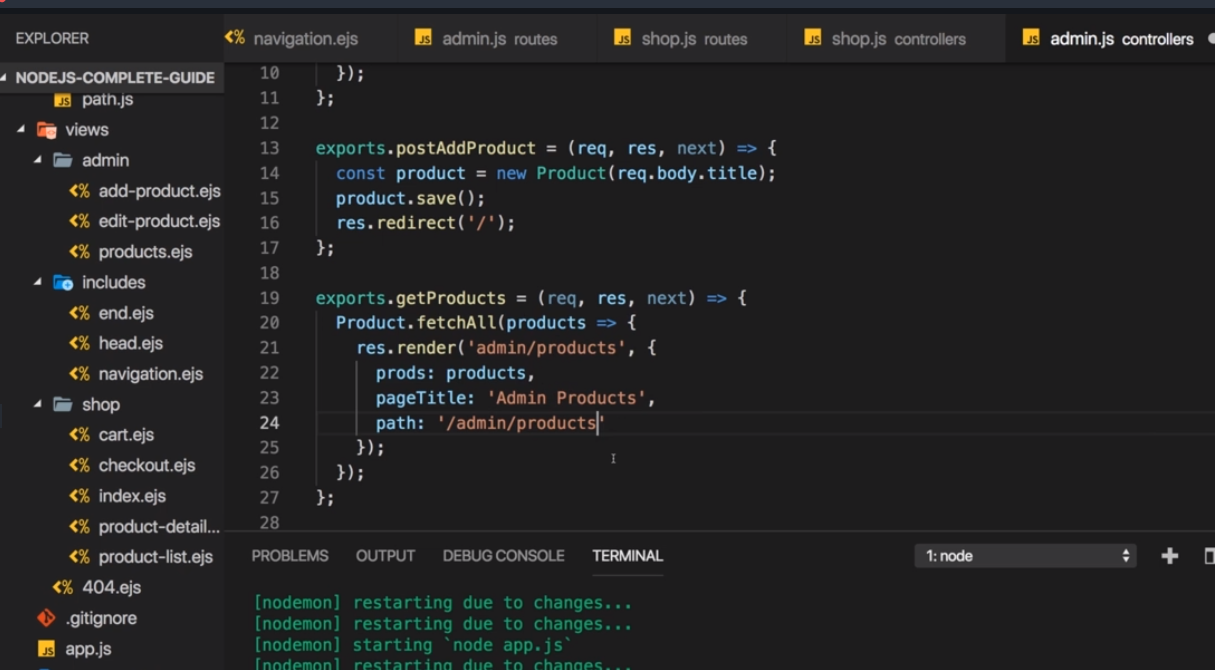 EXPLORER
navigation.ejs
JS admin.js routes
JS shop.js routes
JS shop.js controllers
JS admin.js controllers
NODEJS-COMPLETE-GUIDE
JS path.js
views
admin
<% add-product.ejs
<% edit-product.ejs
<% products.ejs
includes
<% end.ejs
<% head.ejs
<% navigation.ejs
shop
<% cart.ejs
<% checkout.ejs
<% index.ejs
<% product-detail...
<% product-list.ejs
<% 404.ejs
.gitignore
JS app.js
10 });
11 };
12
13 exports.postAddProduct = (req, res, next) => {
14 const product = new Product(req.body.title);
15 product.save();
16 res.redirect('/');
17 };
18
19 exports.getProducts = (req, res, next) => {
20 Product.fetchAll(products => {
21 res.render('admin/products', {
22 prods: products,
23 pageTitle: 'Admin Products',
24 path: '/admin/products'
25 });
26 });
27 };
28
PROBLEMS OUTPUT DEBUG CONSOLE TERMINAL 1: node
[nodemon] restarting due to changes...
[nodemon] restarting due to changes...
[nodemon] starting `node app.js`
[nodemon] restarting due to changes...